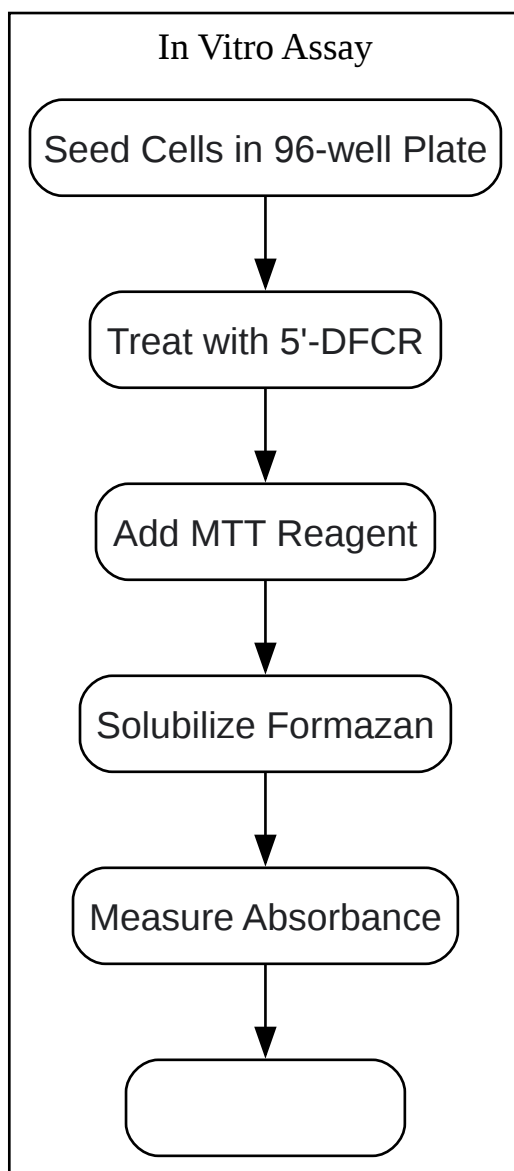 In Vitro Assay
Seed Cells in 96-well Plate
Treat with 5'-DFCR
Add MTT Reagent
Solubilize Formazan
Measure Absorbance